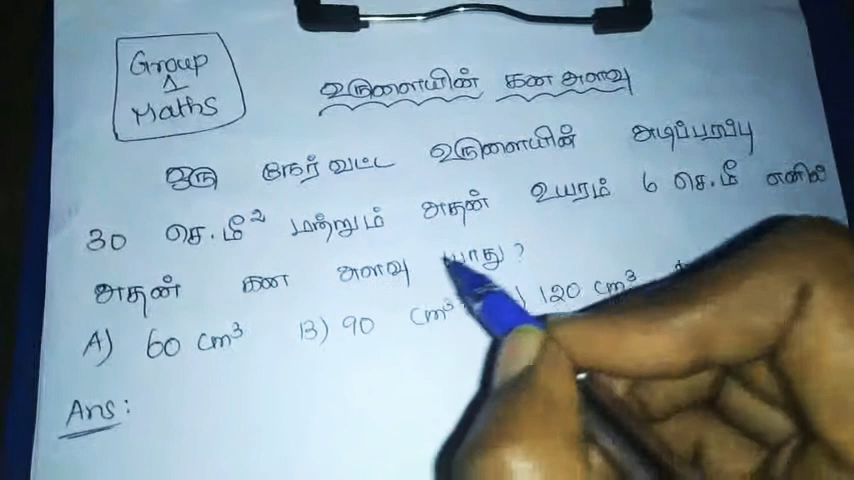 Group
1
Maths
உருளையின் கன அளவு
ஒரு நேர் வட்ட உருளையின் அடிப்பரப்பு
30 செ.மீ² மற்றும் அதன் உயரம் 6 செ.மீ எனில்
அதன் கன அளவு யாது?
A) 60 cm³ B) 90 cm³ 120 cm³
Ans: